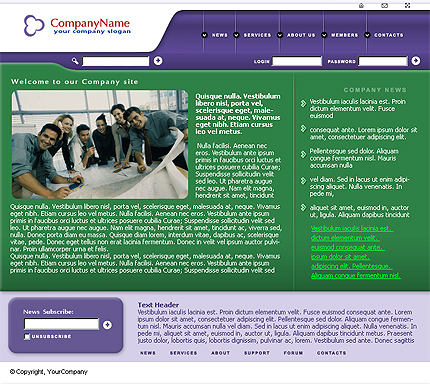 CompanyName
your company slogan
NEWS SERVICES ABOUT US MEMBERS CONTACTS
LOGIN PASSWORD
Welcome to our Company site
Quisque nulla. Vestibulum
libero nisl, porta vel,
scelerisque eget, male-
suada at, neque. Vivamus
eget nibh. Etiam cursus
leo vel metus.
Nulla facilisi. Aenean nec
eros. Vestibulum ante ipsum
primis in faucibus orci luctus et
ultrices posuere cubilia Curae;
Suspendisse sollicitudin velit
sed leo. Ut pharetra augue
nec augue. Nam elit magna,
hendrerit sit amet, tincidunt
Quisque nulla. Vestibulum libero nisl, porta vel, scelerisque eget, malesuada at, neque. Vivamus
eget nibh. Etiam cursus leo vel metus. Nulla facilisi. Aenean nec eros. Vestibulum ante ipsum
primis in faucibus orci luctus et ultrices posuere cubilia Curae; Suspendisse sollicitudin velit sed
leo. Ut pharetra augue nec augue. Nam elit magna, hendrerit sit amet, tincidunt ac, viverra sed,
nulla. Donec porta diam eu massa. Quisque diam lorem, interdum vitae, dapibus ac, scelerisque
vitae, pede. Donec eget tellus non erat lacinia fermentum. Donec in velit vel ipsum auctor pulvi-
nar. Proin ullamcorper urna et felis.
Vestibulum libero nisl, porta vel, scelerisque eget, malesuada at, neque. Vivamus
eget nibh. Etiam cursus leo vel metus. Nulla facilisi. Aenean nec eros. Vestibulum ante ipsum
primis in faucibus orci luctus et ultrices posuere cubilia Curae; Suspendisse sollicitudin velit sed
COMPANY NEWS
Vestibulum iaculis lacinia est. Proin
dictum elementum velit. Fusce
euismod
consequat ante. Lorem ipsum dolor sit
amet, consectetuer adipiscing elit.
Pellentesque sed dolor. Aliquam
congue fermentum nisl. Mauris
accumsan nulla
vel diam. Sed in lacus ut enim adipi-
scing aliquet. Nulla venenatis. In
pede mi,
aliquet sit amet, euismod in, auctor
ut, ligula. Aliquam dapibus tincidunt
Vestibulum iaculis lacinia est.
dictum elementum velit.
euismod consequat ante.
ipsum dolor sit amet,
adipiscing elit. Pellentesque.
Aliquam congue fermentum nisl.
News Subscribe:
UNSUBSCRIBE
Text Header
Vestibulum iaculis lacinia est. Proin dictum elementum velit. Fusce euismod consequat ante. Lorem
ipsum dolor sit amet, consectetuer adipiscing elit. Pellentesque sed dolor. Aliquam congue fermen-
tum nisl. Mauris accumsan nulla vel diam. Sed in lacus ut enim adipiscing aliquet. Nulla venenatis.
In pede mi, aliquet sit amet, euismod in, auctor ut, ligula. Aliquam dapibus tincidunt metus. Praesent
justo dolor, lobortis quis, lobortis dignissim, pulvinar ac, lorem. Vestibulum sed ante. Donec sagittis
NEWS SERVICES ABOUT SUPPORT FORUM CONTACTS
© Copyright, YourCompany